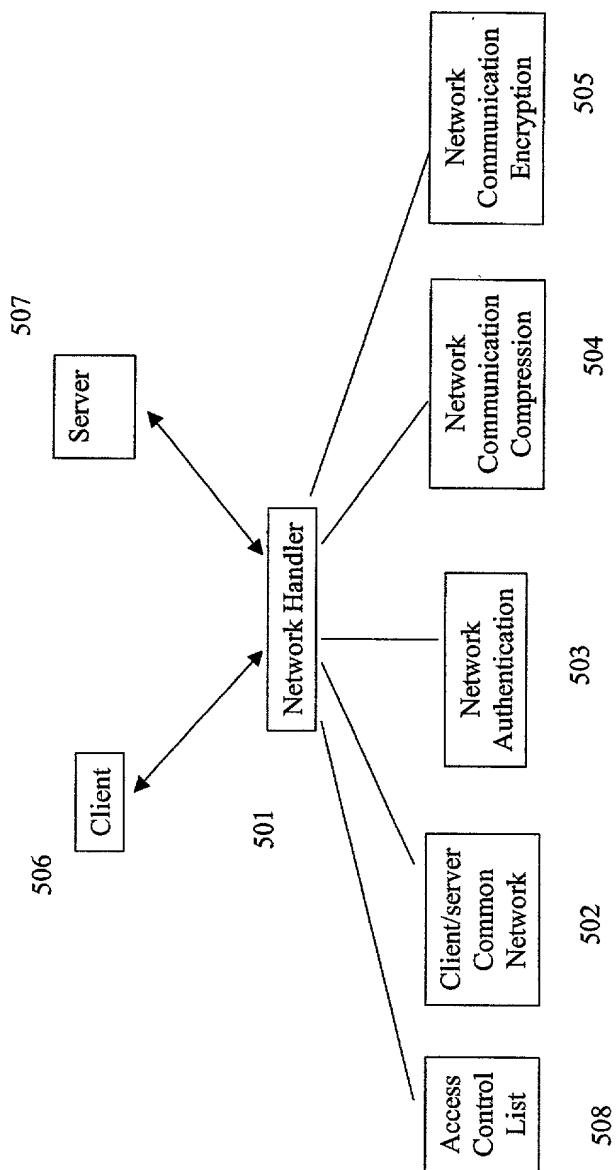 507
Server
506
Client
501
Network Handler
Access
Control
List
508
Client/server
Common
Network
502
Network
Authentication
503
Network
Communication
Compression
504
Network
Communication
Encryption
505